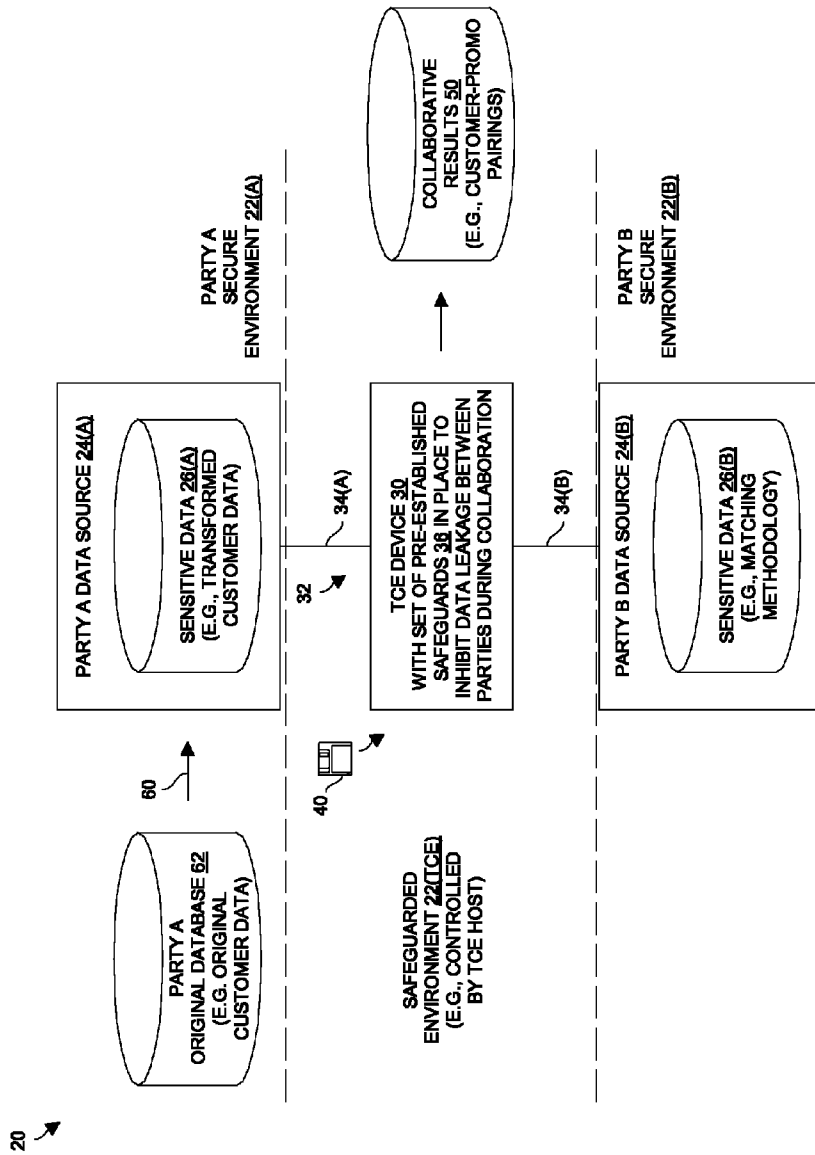 20
PARTY A
ORIGINAL DATABASE 62
(E.G. ORIGINAL
CUSTOMER DATA)
60
PARTY A DATA SOURCE 24(A)
SENSITIVE DATA 26(A)
(E.G., TRANSFORMED
CUSTOMER DATA)
PARTY A
SECURE
ENVIRONMENT 22(A)
SAFEGUARDED
ENVIRONMENT 22(TCE)
(E.G., CONTROLLED
BY TCE HOST)
40
32
34(A)
TCE DEVICE 30
WITH SET OF PRE-ESTABLISHED
SAFEGUARDS 36 IN PLACE TO
INHIBIT DATA LEAKAGE BETWEEN
PARTIES DURING COLLABORATION
34(B)
COLLABORATIVE
RESULTS 50
(E.G., CUSTOMER-PROMO
PAIRINGS)
PARTY B DATA SOURCE 24(B)
SENSITIVE DATA 26(B)
(E.G., MATCHING
METHODOLOGY)
PARTY B
SECURE
ENVIRONMENT 22(B)